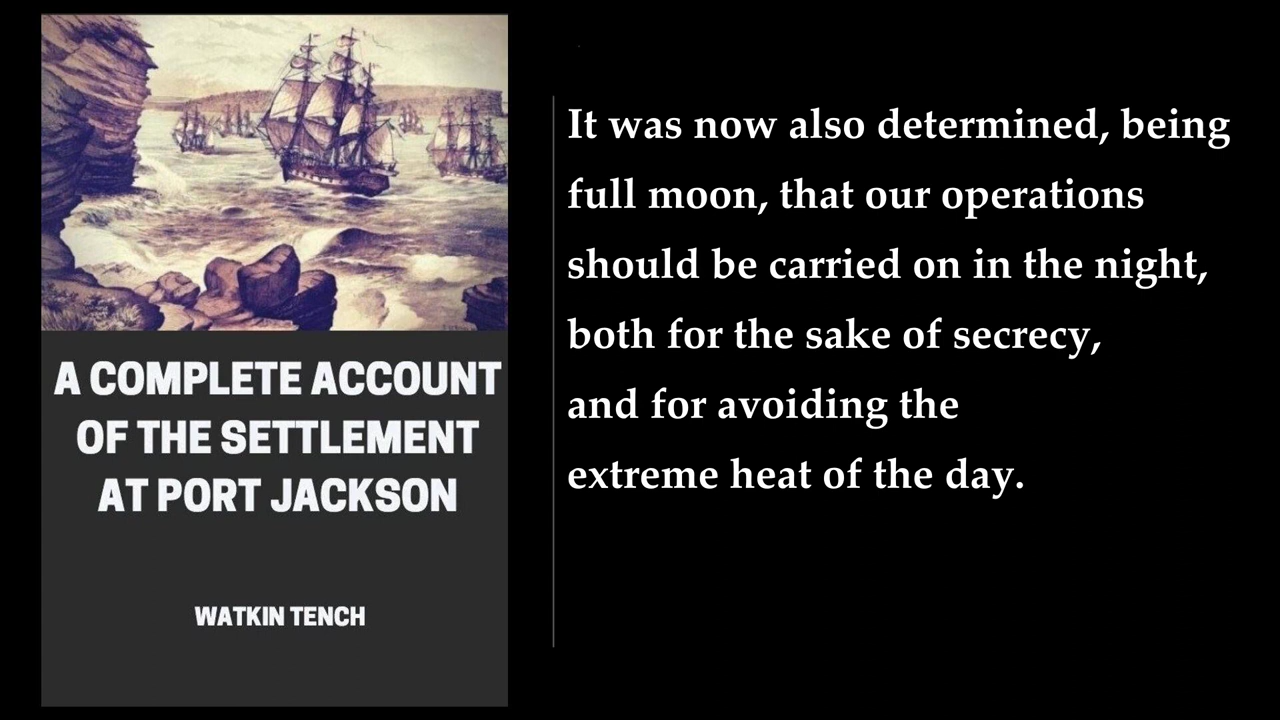 A COMPLETE ACCOUNT
OF THE SETTLEMENT
AT PORT JACKSON
WATKIN TENCH
It was now also determined, being
full moon, that our operations
should be carried on in the night,
both for the sake of secrecy,
and for avoiding the
extreme heat of the day.